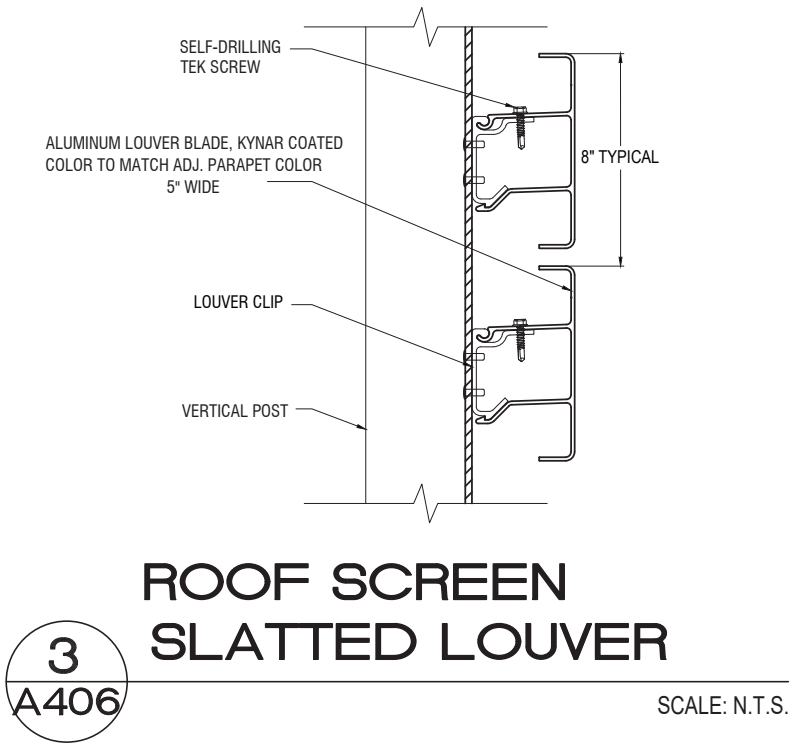 SELF-DRILLING
TEK SCREW
ALUMINUM LOUVER BLADE, KYNAR COATED
COLOR TO MATCH ADJ. PARAPET COLOR
5" WIDE
8" TYPICAL
LOUVER CLIP
VERTICAL POST
ROOF SCREEN
SLATTED LOUVER
3
A406
SCALE: N.T.S.